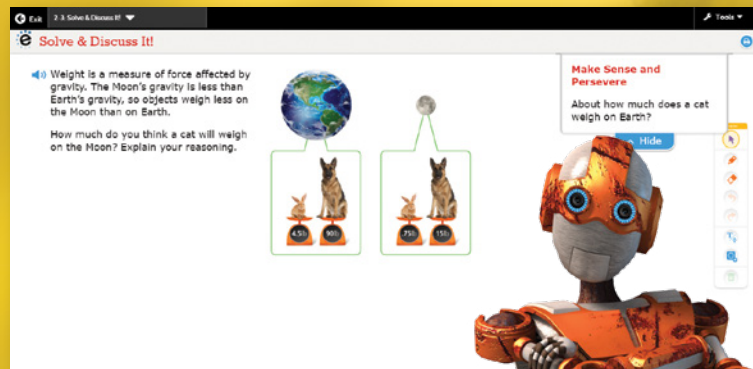 Exit
2-3: Solve & Discuss It!
Tools
e
Solve & Discuss It!
Weight is a measure of force affected by
gravity. The Moon's gravity is less than
Earth's gravity, so objects weigh less on
the Moon than on Earth.
How much do you think a cat will weigh
on the Moon? Explain your reasoning.
4.5lb
90lb
.75lb
15lb
Make Sense and
Persevere
About how much does a cat
weigh on Earth?
Hide
T